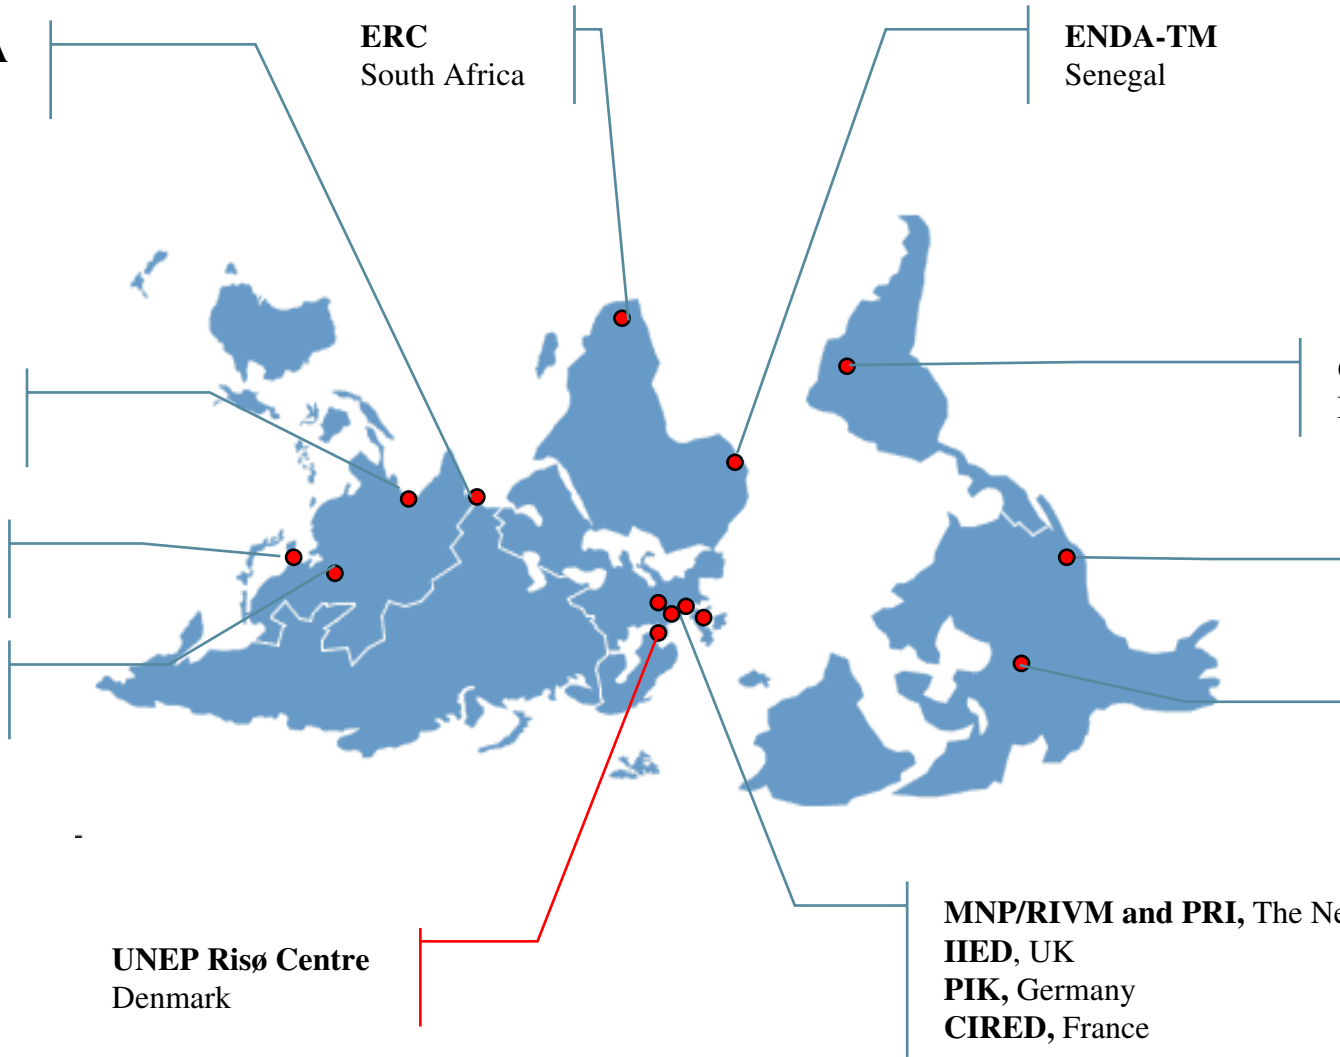 ERC
South Africa
ENDA-TM
Senegal
-
UNEP Risø Centre
Denmark
MNP/RIVM and PRI, The Ne
IIED, UK
PIK, Germany
CIRED, France